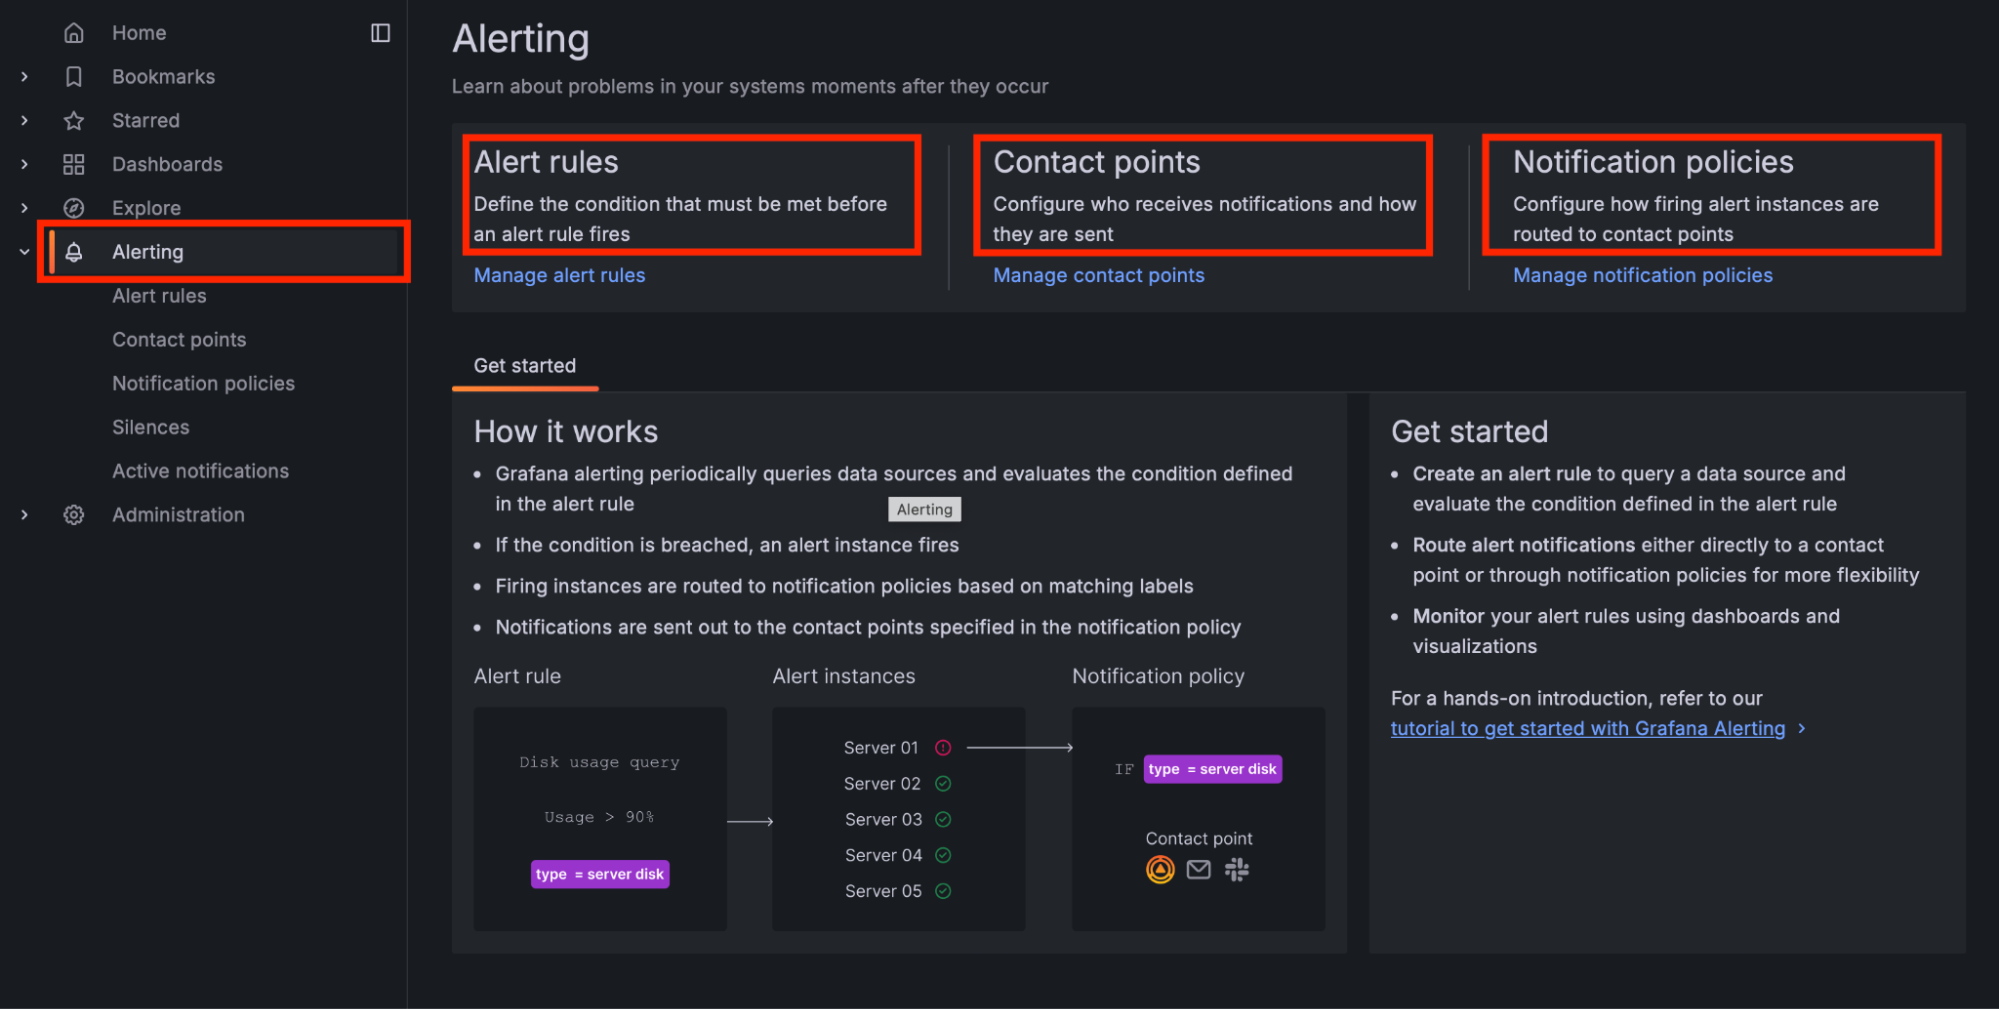 Home
Bookmarks
Starred
Dashboards
Explore
Alerting
Alert rules
Contact points
Notification policies
Silences
Active notifications
Administration
Alerting
Learn about problems in your systems moments after they occur
Alert rules
Define the condition that must be met before
an alert rule fires
Manage alert rules
Contact points
Configure who receives notifications and how
they are sent
Manage contact points
Notification policies
Configure how firing alert instances are
routed to contact points
Manage notification policies
Get started
How it works
• Grafana alerting periodically queries data sources and evaluates the condition defined
in the alert rule
Alerting
• If the condition is breached, an alert instance fires
• Firing instances are routed to notification policies based on matching labels
• Notifications are sent out to the contact points specified in the notification policy
Alert rule
Disk usage query
Usage > 90%
type = server disk
Alert instances
Server 01
Server 02
Server 03
Server 04
Server 05
Notification policy
IF type = server disk
Contact point
Get started
• Create an alert rule to query a data source and
evaluate the condition defined in the alert rule
• Route alert notifications either directly to a contact
point or through notification policies for more flexibility
• Monitor your alert rules using dashboards and
visualizations
For a hands-on introduction, refer to our
tutorial to get started with Grafana Alerting